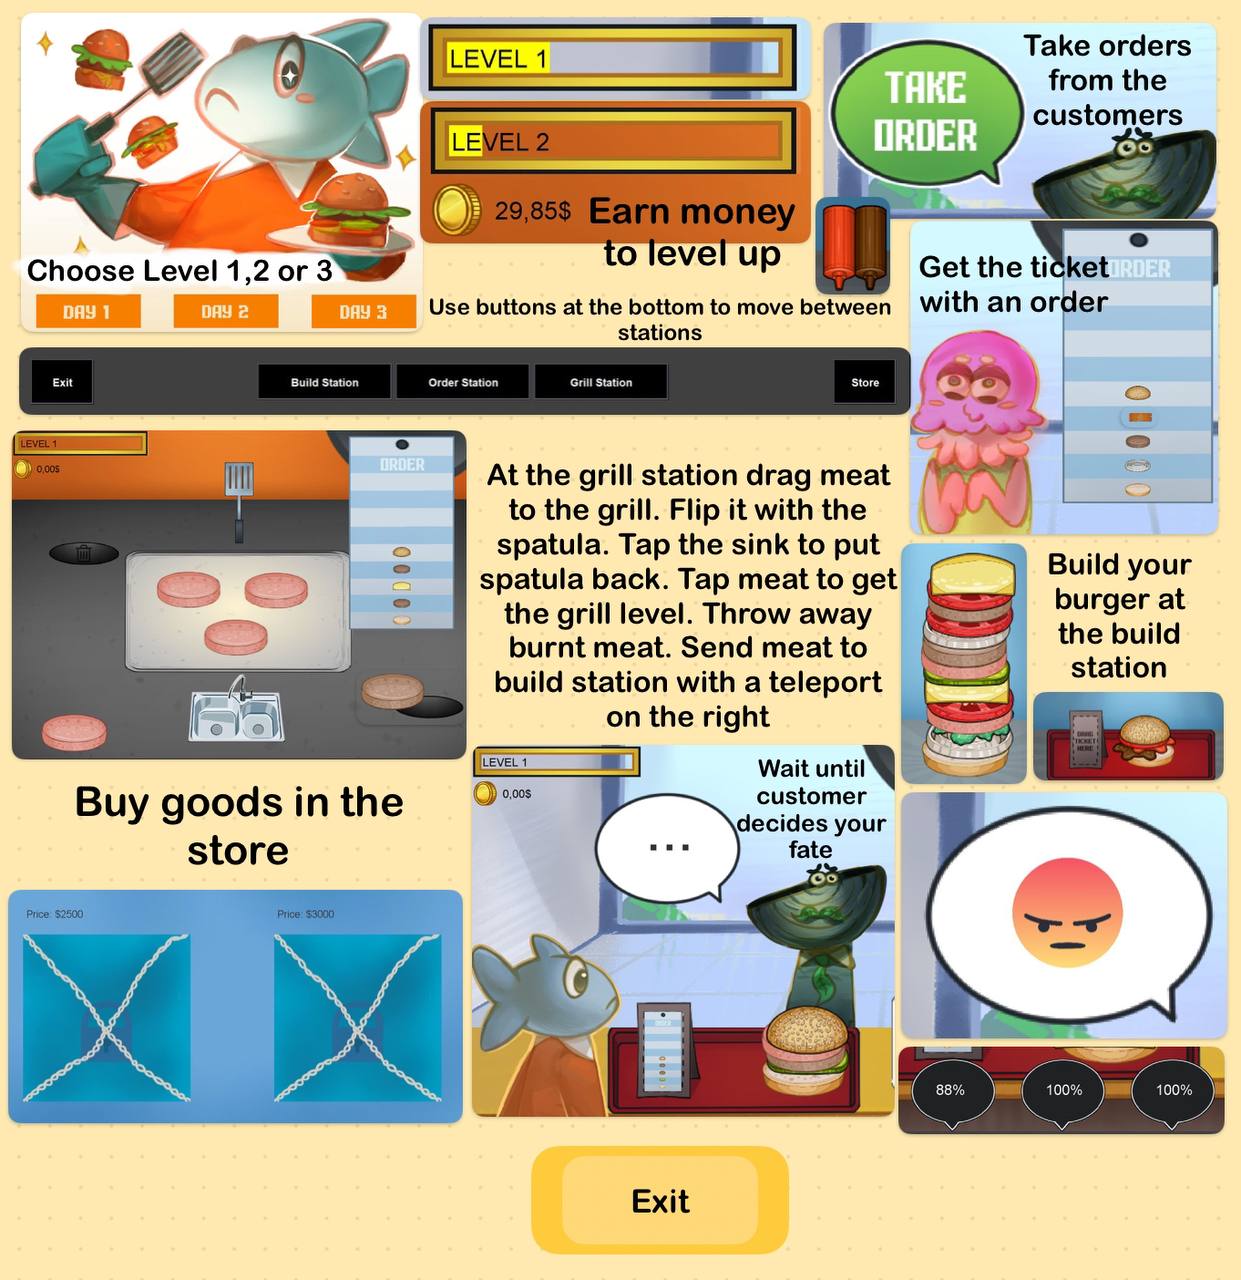 Choose Level 1,2 or 3
DAY 1
DAY 2
DAY 3
LEVEL 1
LEVEL 2
29,85$
Earn money
to level up
TAKE
ORDER
Take orders
from the
customers
Use buttons at the bottom to move between
stations
Get the ticket
with an order
ORDER
Exit
Build Station
Order Station
Grill Station
Store
LEVEL 1
0,00$
ORDER
At the grill station drag meat
to the grill. Flip it with the
spatula. Tap the sink to put
spatula back. Tap meat to get
the grill level. Throw away
burnt meat. Send meat to
build station with a teleport
on the right
Build your
burger at
the build
station
DRAG
TICKET
HERE
Buy goods in the
store
Price: $2500
Price: $3000
LEVEL 1
0,00$
...
Wait until
customer
decides your
fate
88%
100%
100%
Exit